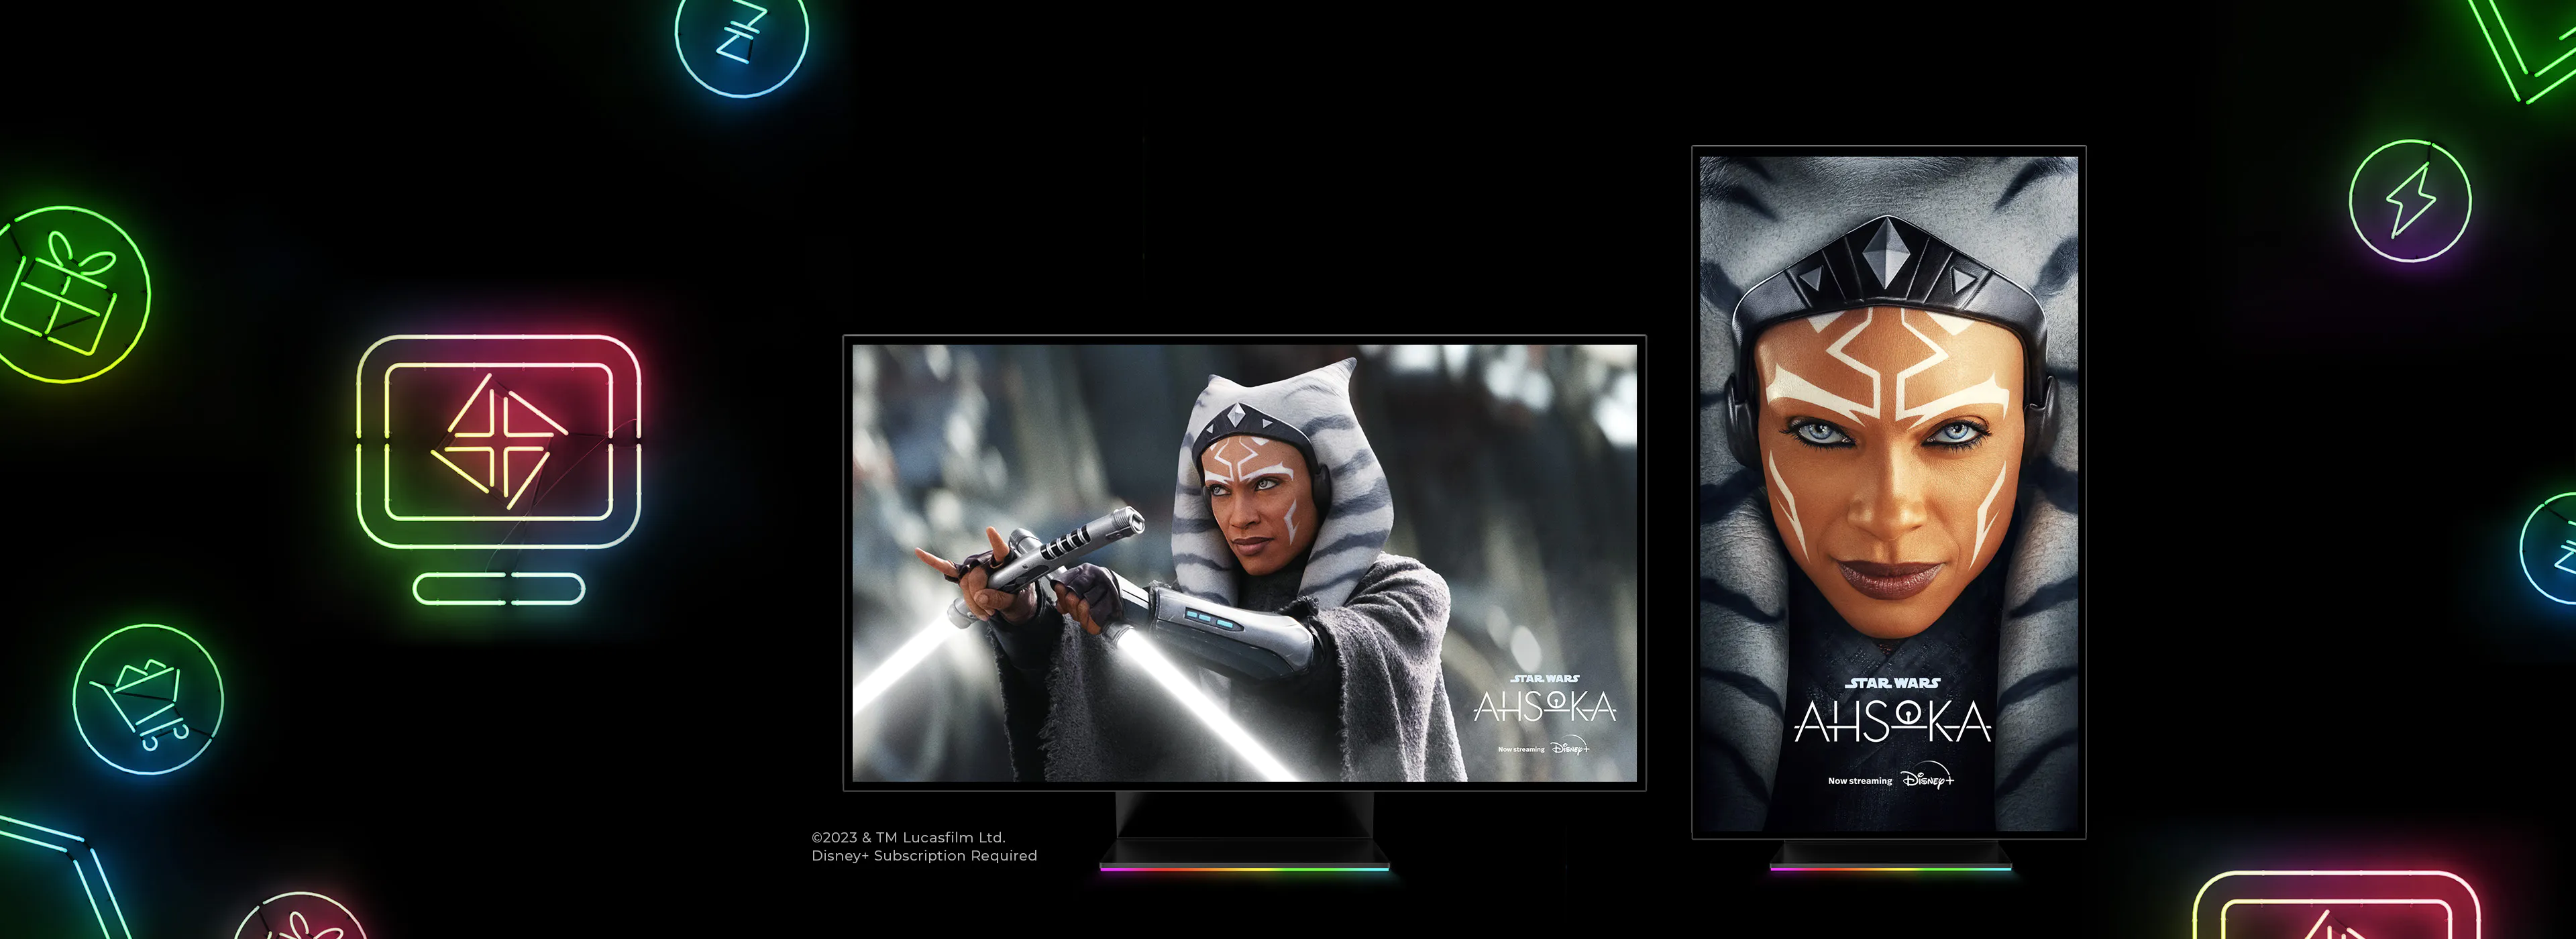 STAR WARS
AHSOKA
Now streaming Disney+
STAR WARS
AHSOKA
Now streaming Disney+
©2023 & TM Lucasfilm Ltd.
Disney+ Subscription Required